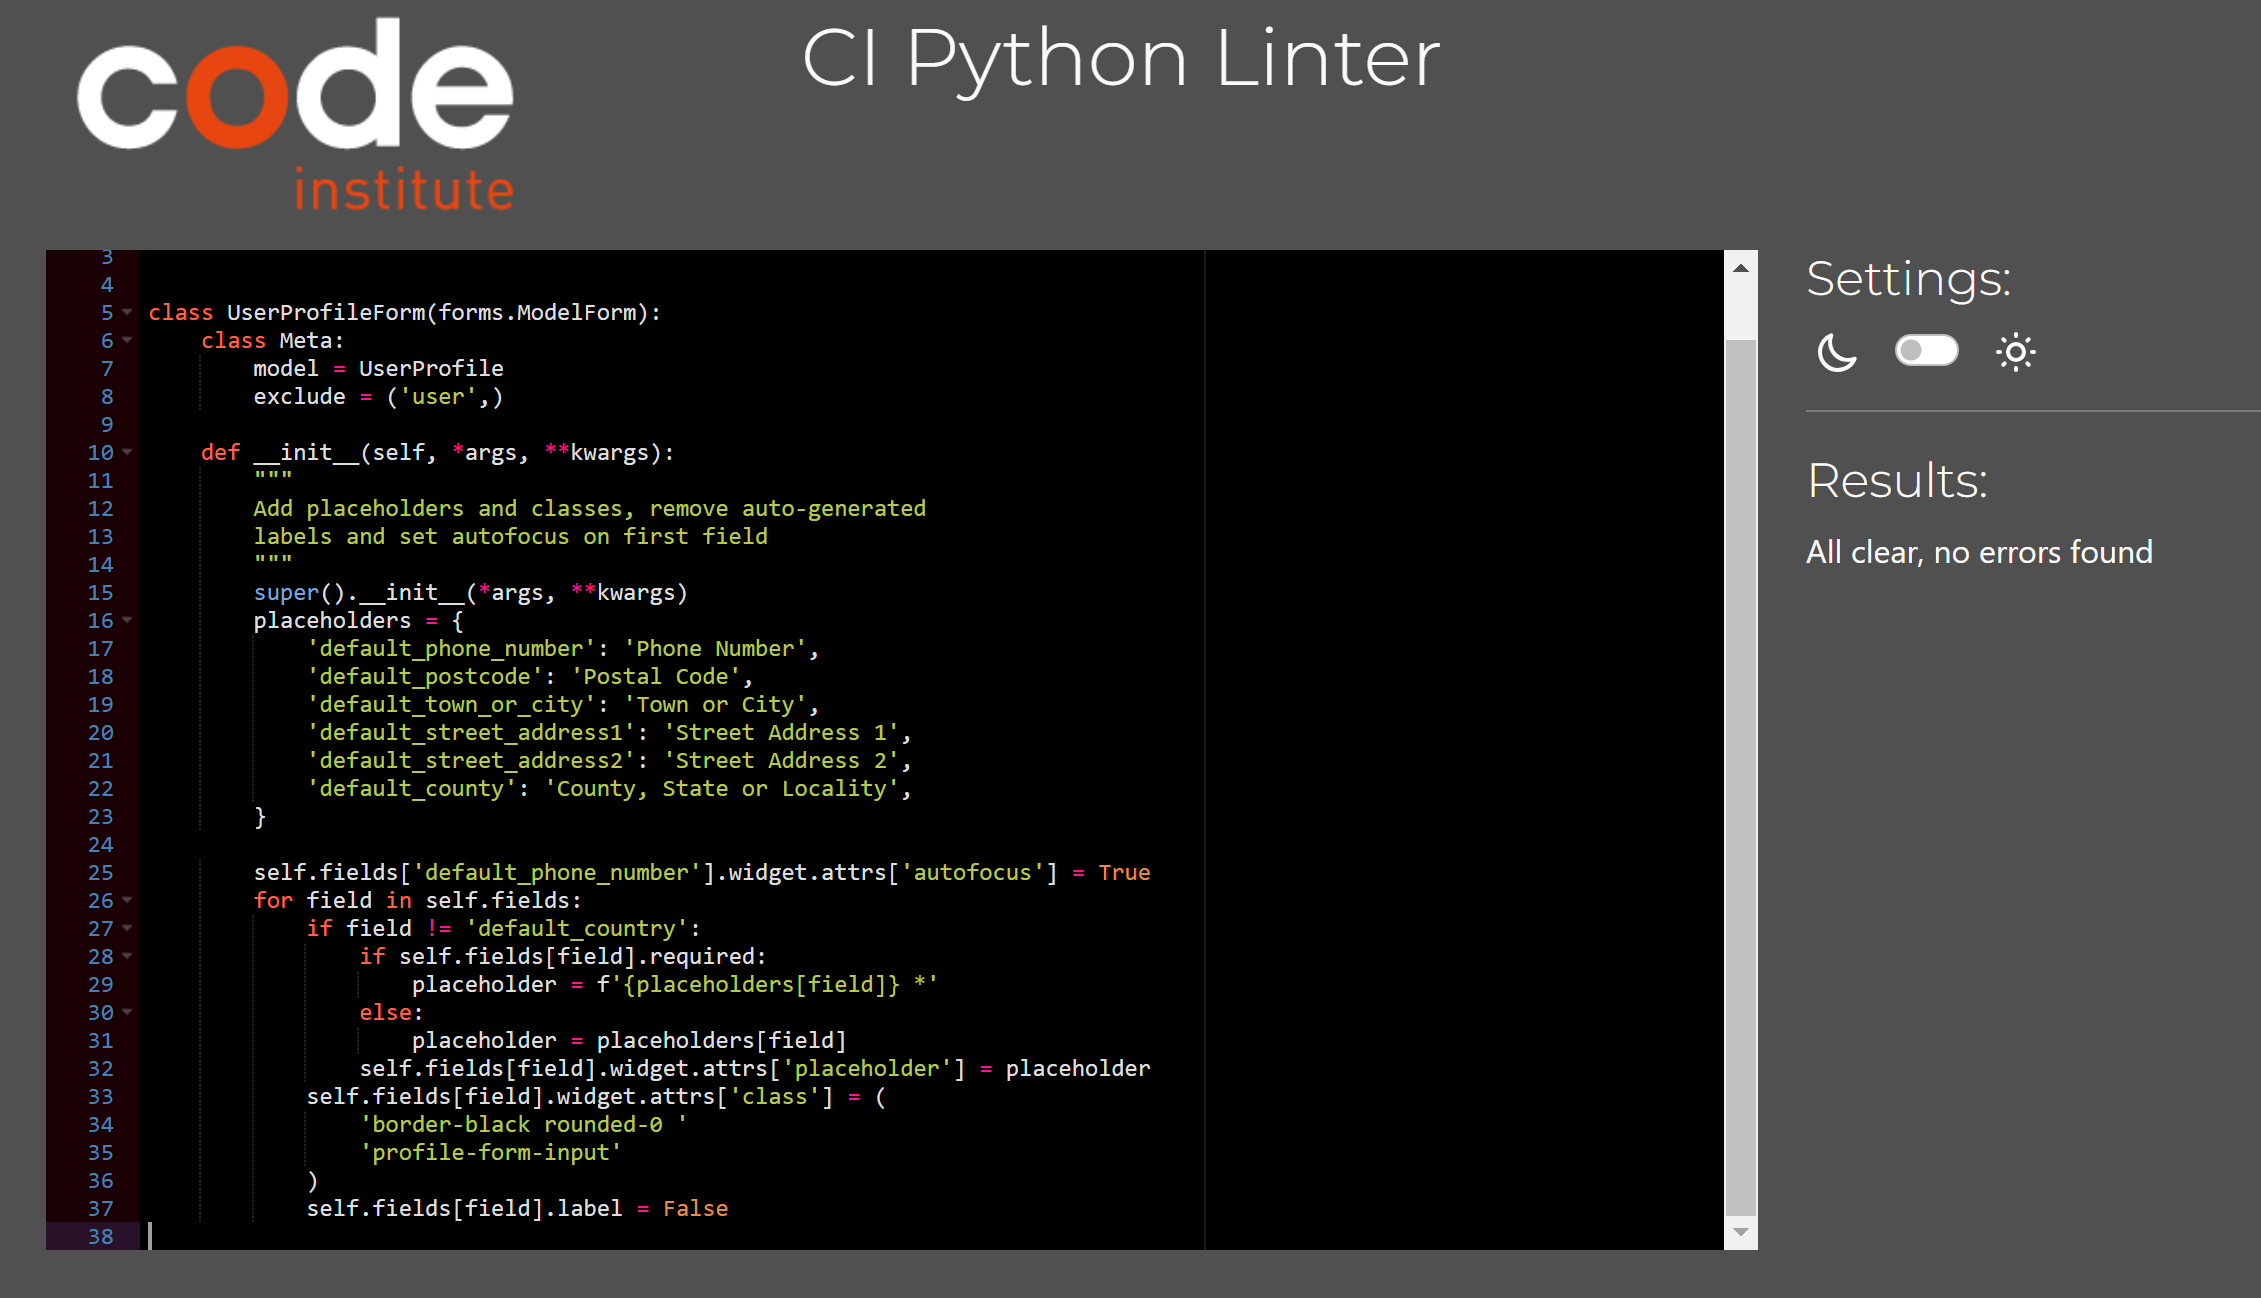 code
institute
CI Python Linter
3
4
5 class UserProfileForm(forms.ModelForm):
6     class Meta:
7         model = UserProfile
8         exclude = ('user',)
9
10     def __init__(self, *args, **kwargs):
11         """
12         Add placeholders and classes, remove auto-generated
13         labels and set autofocus on first field
14         """
15         super().__init__(*args, **kwargs)
16         placeholders = {
17             'default_phone_number': 'Phone Number',
18             'default_postcode': 'Postal Code',
19             'default_town_or_city': 'Town or City',
20             'default_street_address1': 'Street Address 1',
21             'default_street_address2': 'Street Address 2',
22             'default_county': 'County, State or Locality',
23         }
24
25         self.fields['default_phone_number'].widget.attrs['autofocus'] = True
26         for field in self.fields:
27             if field != 'default_country':
28                 if self.fields[field].required:
29                     placeholder = f'{placeholders[field]} *'
30                 else:
31                     placeholder = placeholders[field]
32                 self.fields[field].widget.attrs['placeholder'] = placeholder
33             self.fields[field].widget.attrs['class'] = (
34                 'border-black rounded-0 '
35                 'profile-form-input'
36             )
37             self.fields[field].label = False
38
Settings:
Results:
All clear, no errors found